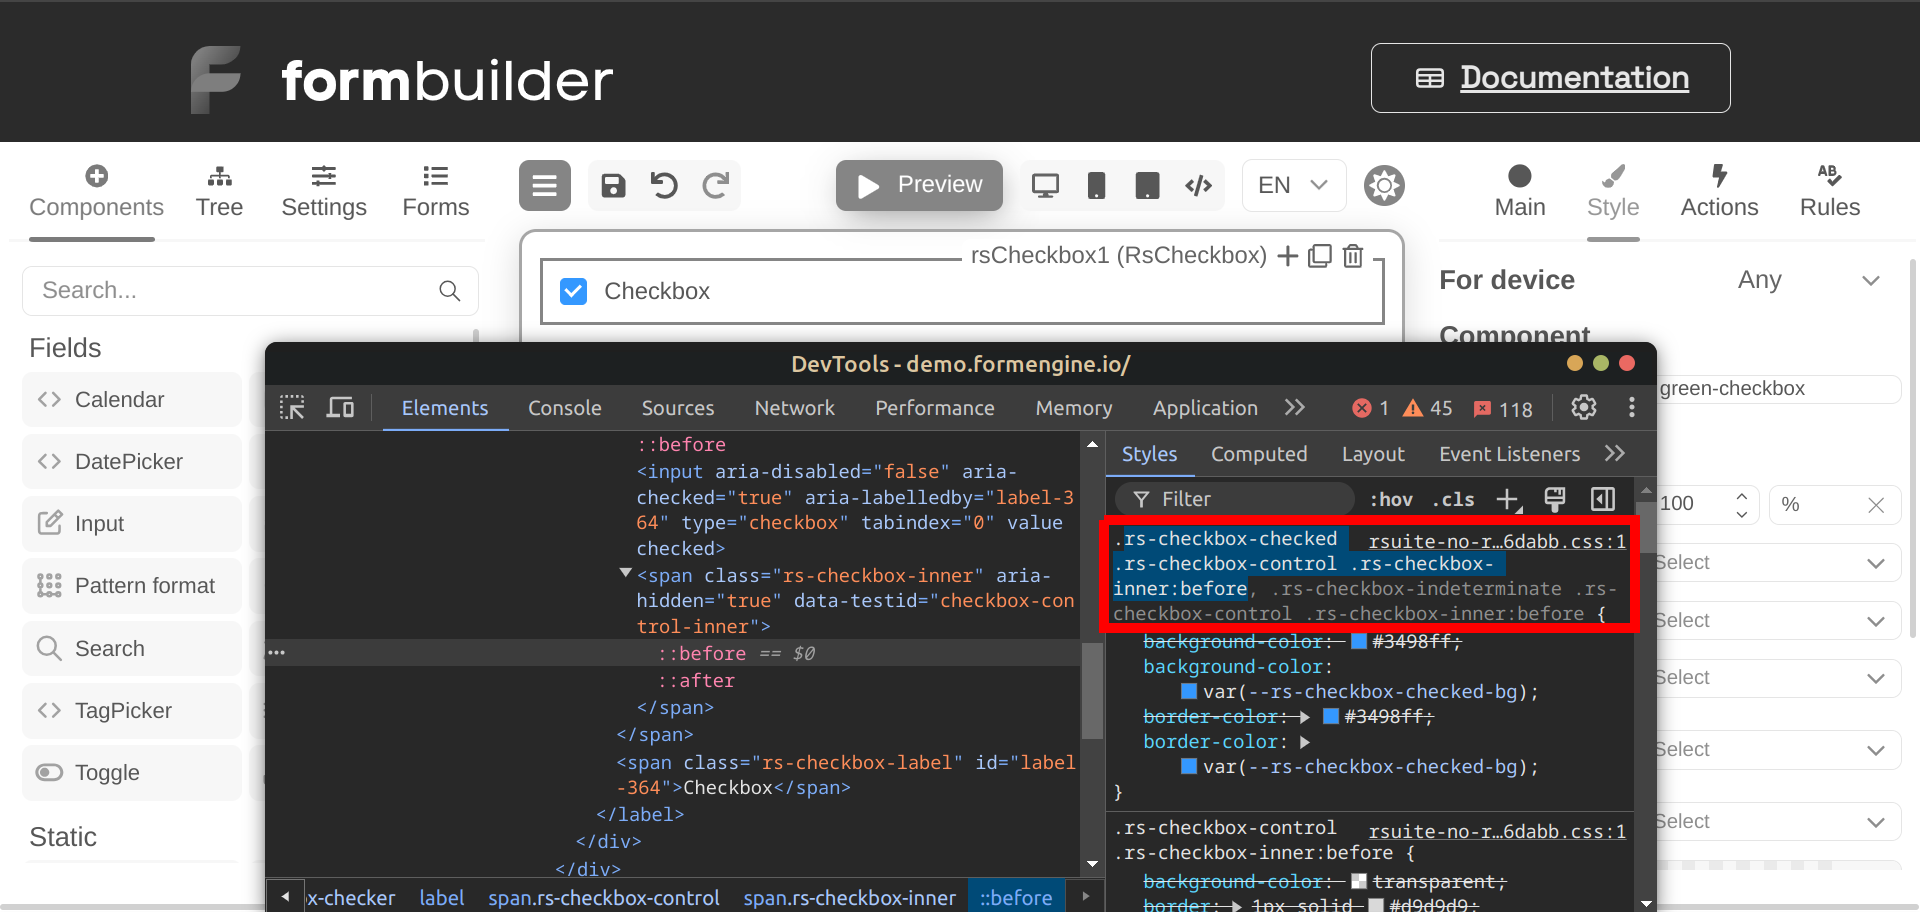 formbuilder
Documentation
Components
Tree
Settings
Forms
Preview
EN
Main
Style
Actions
AB
Rules
Search...
rsCheckbox1 (RsCheckbox)
Checkbox
For device
Any
Component
Fields
Calendar
DatePicker
Input
Pattern format
Search
TagPicker
Toggle
Static
green-checkbox
100
%
Select
Select
Select
Select
Select
DevTools - demo.formengine.io/
Elements
Console
Sources
Network
Performance
Memory
Application
1
45
118
::before
<input aria-disabled="false" aria-
checked="true" aria-labelledby="label-3
64" type="checkbox" tabindex="0" value
checked>
<span class="rs-checkbox-inner" aria-
hidden="true" data-testid="checkbox-con
trol-inner">
::before == $0
::after
</span>
</span>
<span class="rs-checkbox-label" id="label
-364">Checkbox</span>
</label>
</div>
</div>
x-checker
label
span.rs-checkbox-control
span.rs-checkbox-inner
::before
Styles
Computed
Layout
Event Listeners
Filter
:hov
.cls
.rs-checkbox-checked rsuite-no-r…6dabb.css:1
.rs-checkbox-control .rs-checkbox-
inner:before, .rs-checkbox-indeterminate .rs-
checkbox-control .rs-checkbox-inner:before {
background-color: #3498ff;
background-color:
var(--rs-checkbox-checked-bg);
border-color: #3498ff;
border-color:
var(--rs-checkbox-checked-bg);
}
.rs-checkbox-control rsuite-no-r…6dabb.css:1
.rs-checkbox-inner:before {
background-color: transparent;
border: 1px solid #d9d9d9;